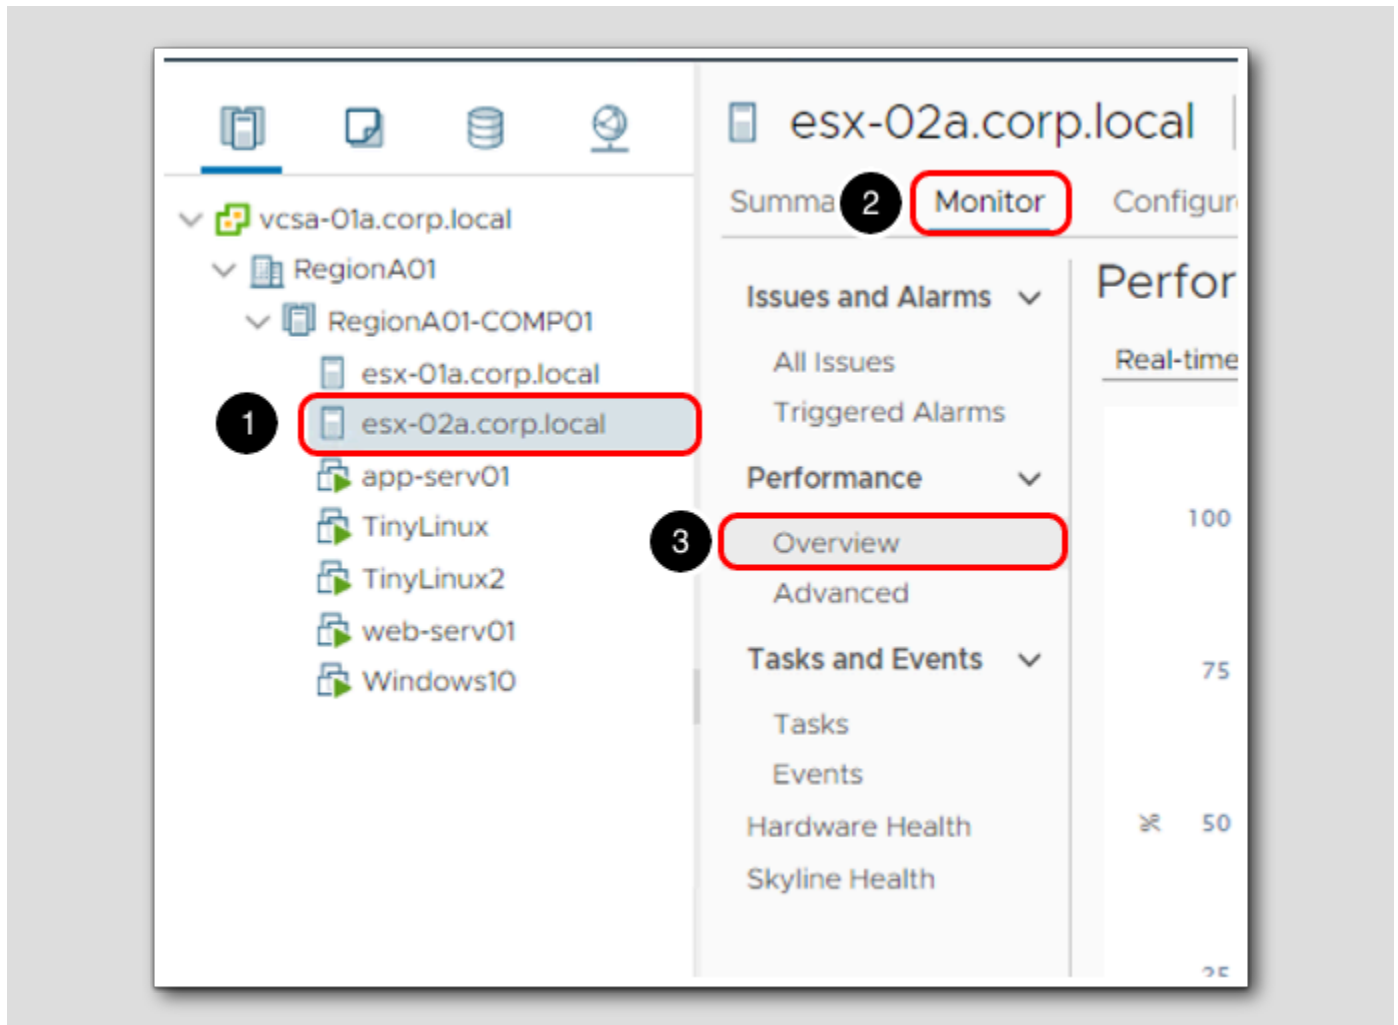 esx-02a.corp.local
Summa 2 Monitor Configur
vcsa-01a.corp.local
RegionA01
RegionA01-COMP01
esx-01a.corp.local
1 esx-02a.corp.local
app-serv01
TinyLinux
TinyLinux2
web-serv01
Windows10
Issues and Alarms
All Issues
Triggered Alarms
Performance
3 Overview
Advanced
Tasks and Events
Tasks
Events
Hardware Health
Skyline Health
Perfor
Real-time
100
75
% 50
25